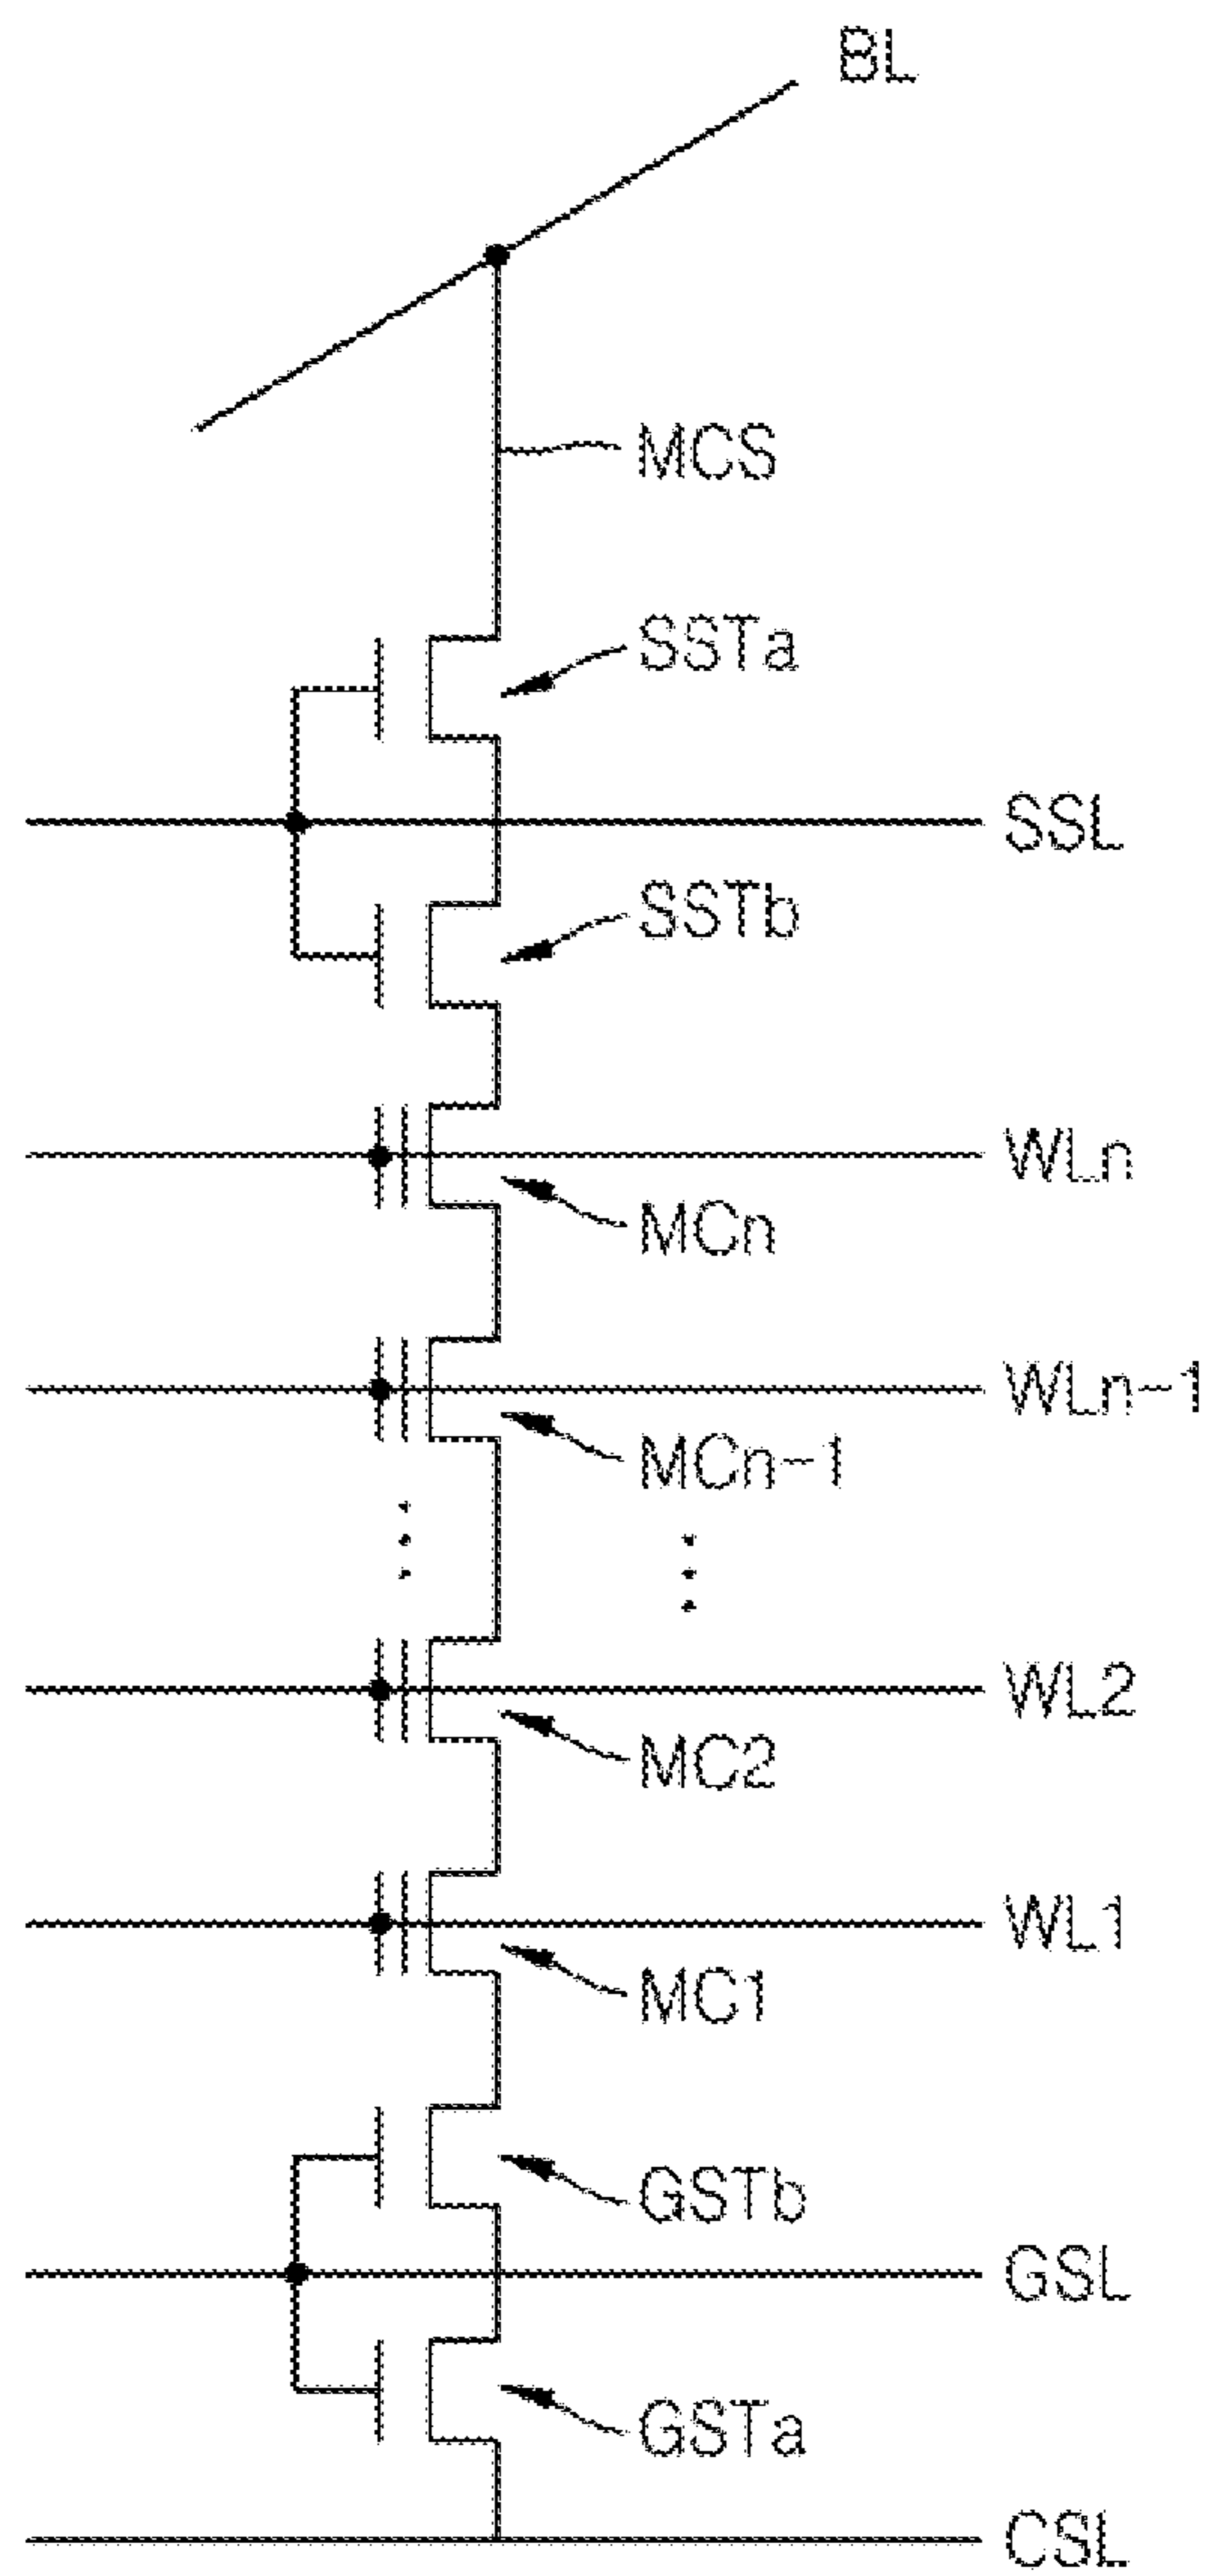 BL
MCS
SSTa
SSL
SSTb
WLn
MCn
WLn-1
MCn-1
WL2
MC2
WL1
MC1
GSTb
GSL
GSTa
CSL